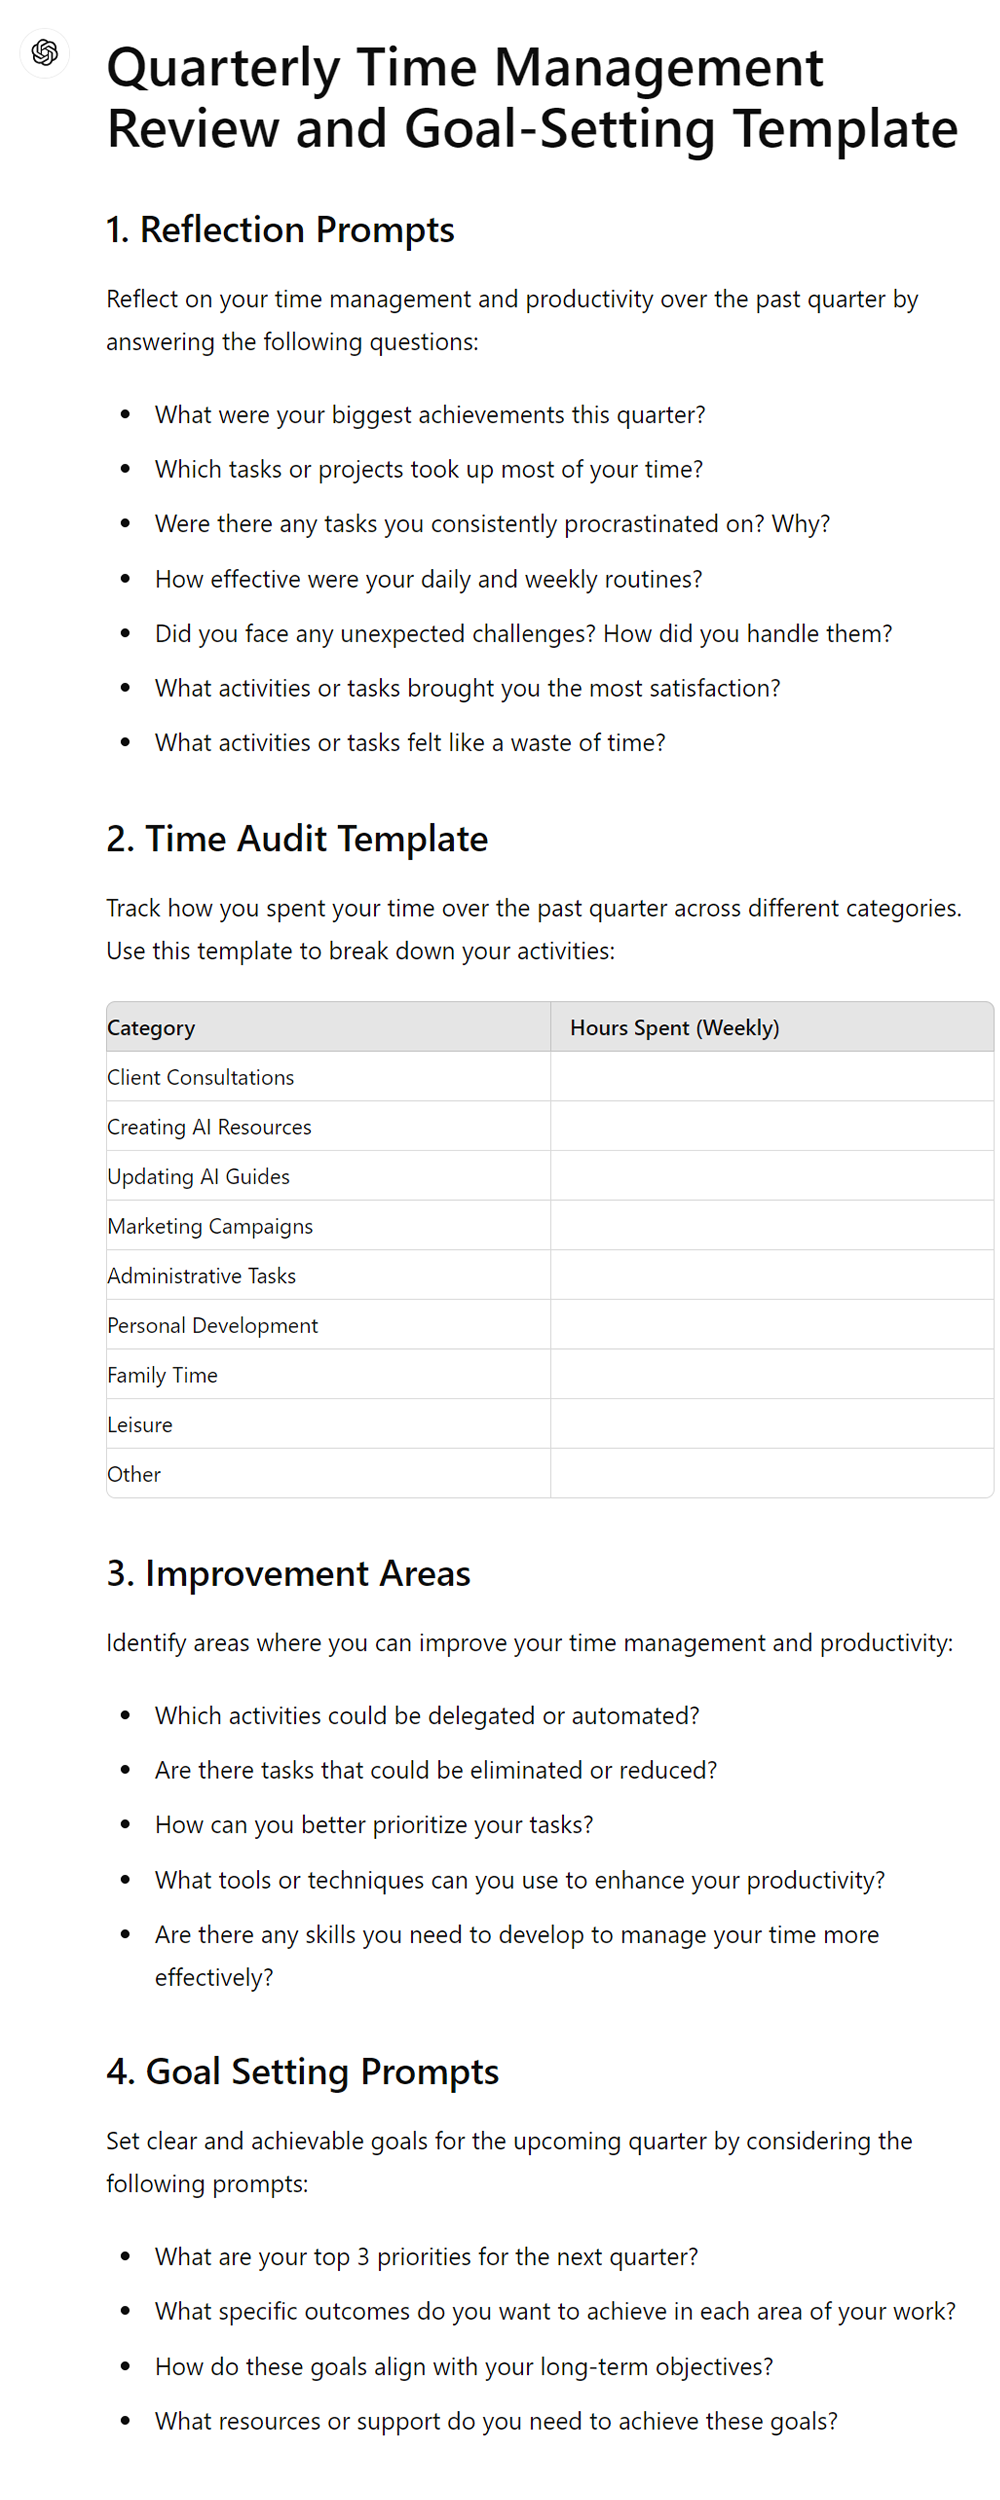 Quarterly Time Management
Review and Goal-Setting Template
1. Reflection Prompts
Reflect on your time management and productivity over the past quarter by
answering the following questions:
• What were your biggest achievements this quarter?
• Which tasks or projects took up most of your time?
• Were there any tasks you consistently procrastinated on? Why?
• How effective were your daily and weekly routines?
• Did you face any unexpected challenges? How did you handle them?
• What activities or tasks brought you the most satisfaction?
• What activities or tasks felt like a waste of time?
2. Time Audit Template
Track how you spent your time over the past quarter across different categories.
Use this template to break down your activities:
Category Hours Spent (Weekly)
Client Consultations
Creating AI Resources
Updating AI Guides
Marketing Campaigns
Administrative Tasks
Personal Development
Family Time
Leisure
Other
3. Improvement Areas
Identify areas where you can improve your time management and productivity:
• Which activities could be delegated or automated?
• Are there tasks that could be eliminated or reduced?
• How can you better prioritize your tasks?
• What tools or techniques can you use to enhance your productivity?
• Are there any skills you need to develop to manage your time more
effectively?
4. Goal Setting Prompts
Set clear and achievable goals for the upcoming quarter by considering the
following prompts:
• What are your top 3 priorities for the next quarter?
• What specific outcomes do you want to achieve in each area of your work?
• How do these goals align with your long-term objectives?
• What resources or support do you need to achieve these goals?